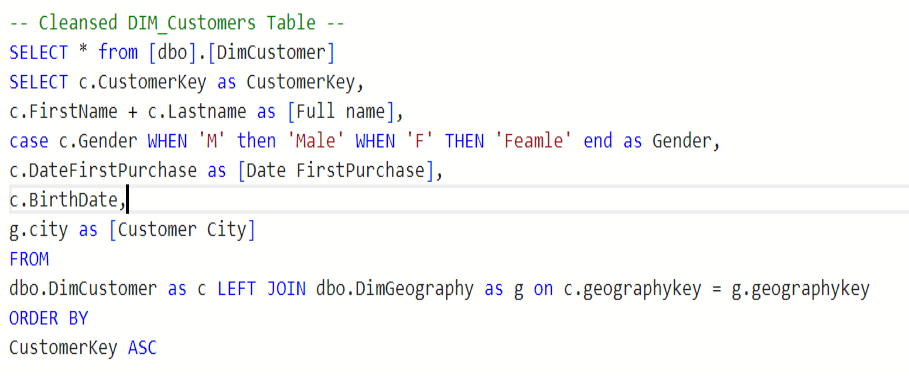 -- Cleansed DIM_Customers Table --
SELECT * from [dbo].[DimCustomer]
SELECT c.CustomerKey as CustomerKey,
c.FirstName + c.Lastname as [Full name],
case c.Gender WHEN 'M' then 'Male' WHEN 'F' THEN 'Feamle' end as Gender,
c.DateFirstPurchase as [Date FirstPurchase],
c.BirthDate,
g.city as [Customer City]
FROM
dbo.DimCustomer as c LEFT JOIN dbo.DimGeography as g on c.geographykey = g.geographykey
ORDER BY
CustomerKey ASC